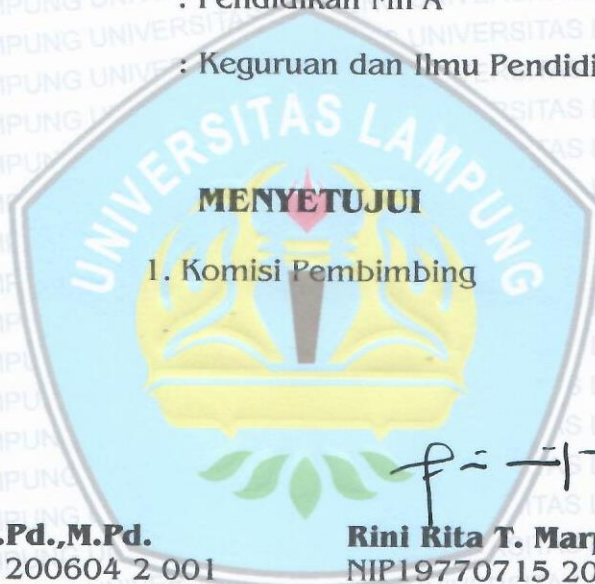 : Pendidikan MIPA
: Keguruan dan Ilmu Pendidi
UNIVERSITAS LAMPUNG
MENYETUJUI
1. Komisi Pembimbing
.Pd.,M.Pd.
Rini Rita T. Marp
200604 2 001
NIP19770715 20